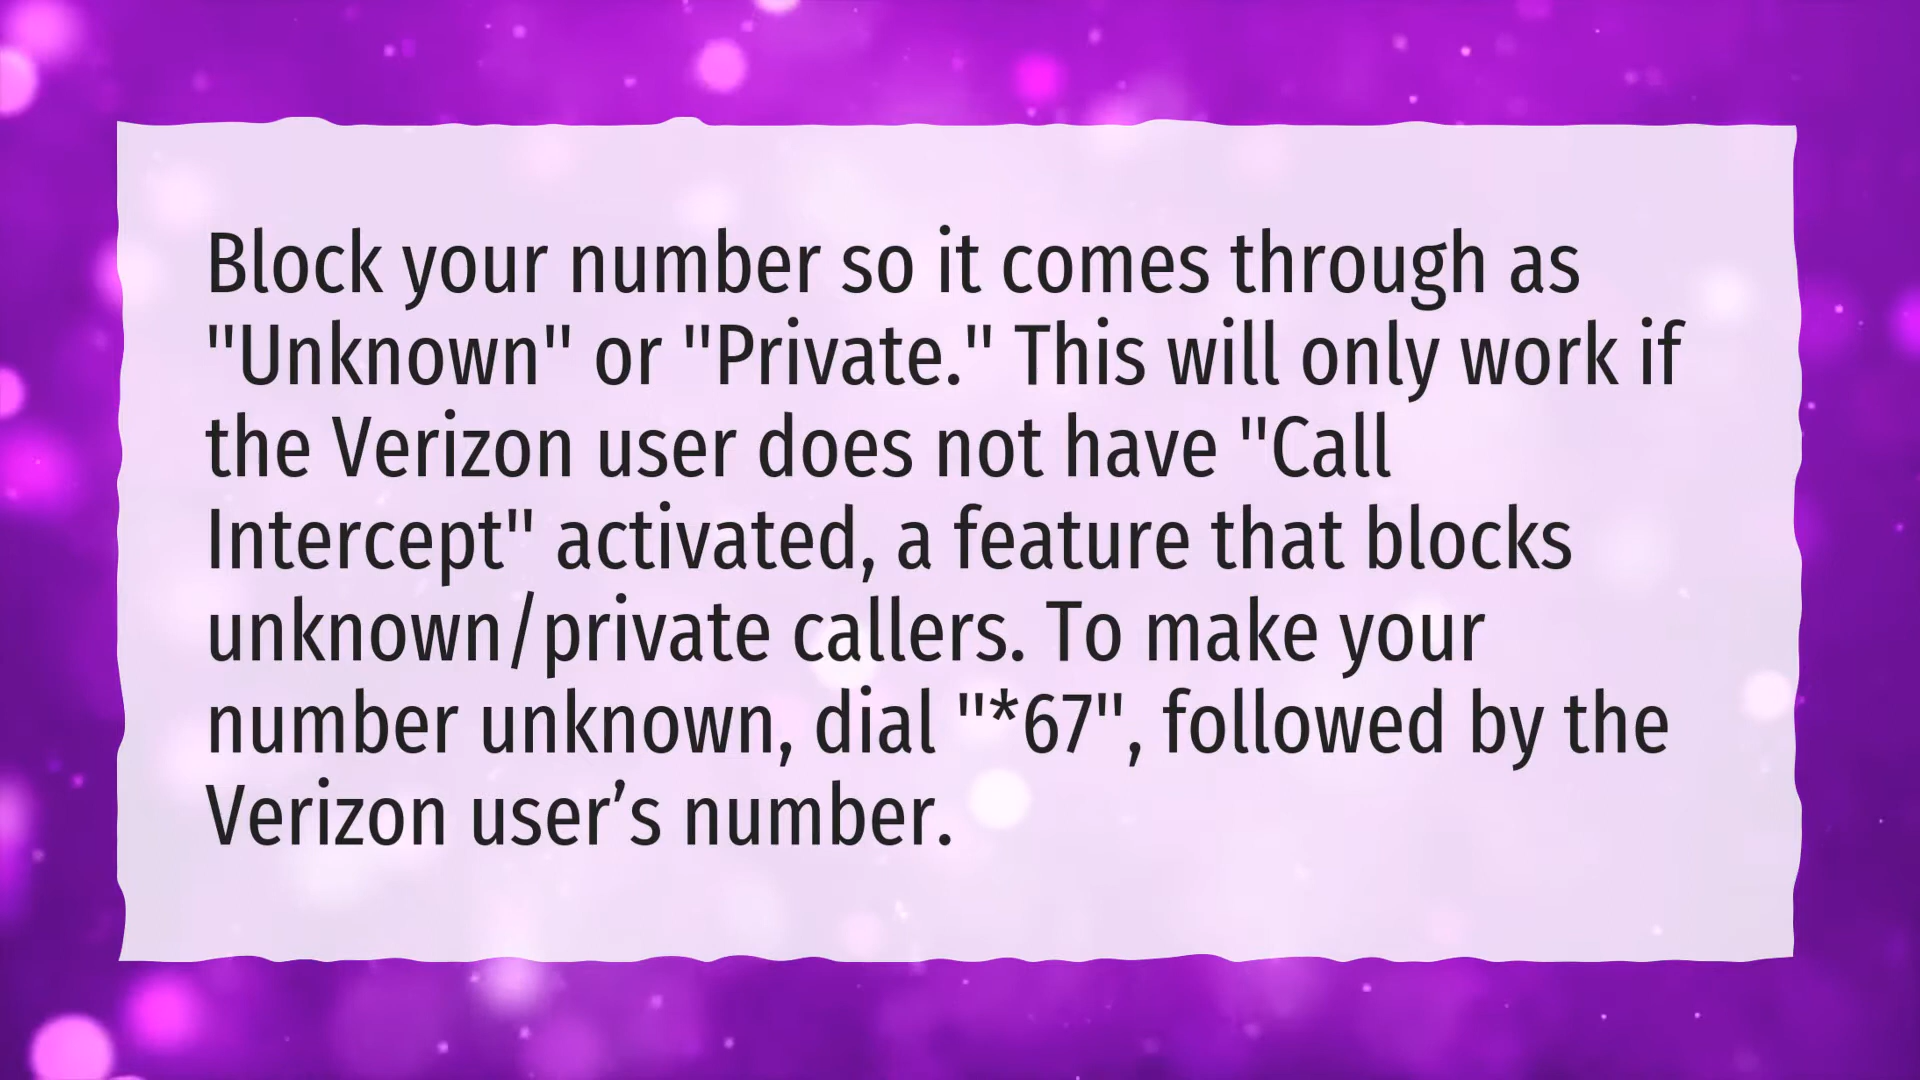 Block your number so it comes through as
"Unknown" or "Private." This will only work if
the Verizon user does not have "Call
Intercept" activated, a feature that blocks
unknown/private callers. To make your
number unknown, dial "*67", followed by the
Verizon user’s number.